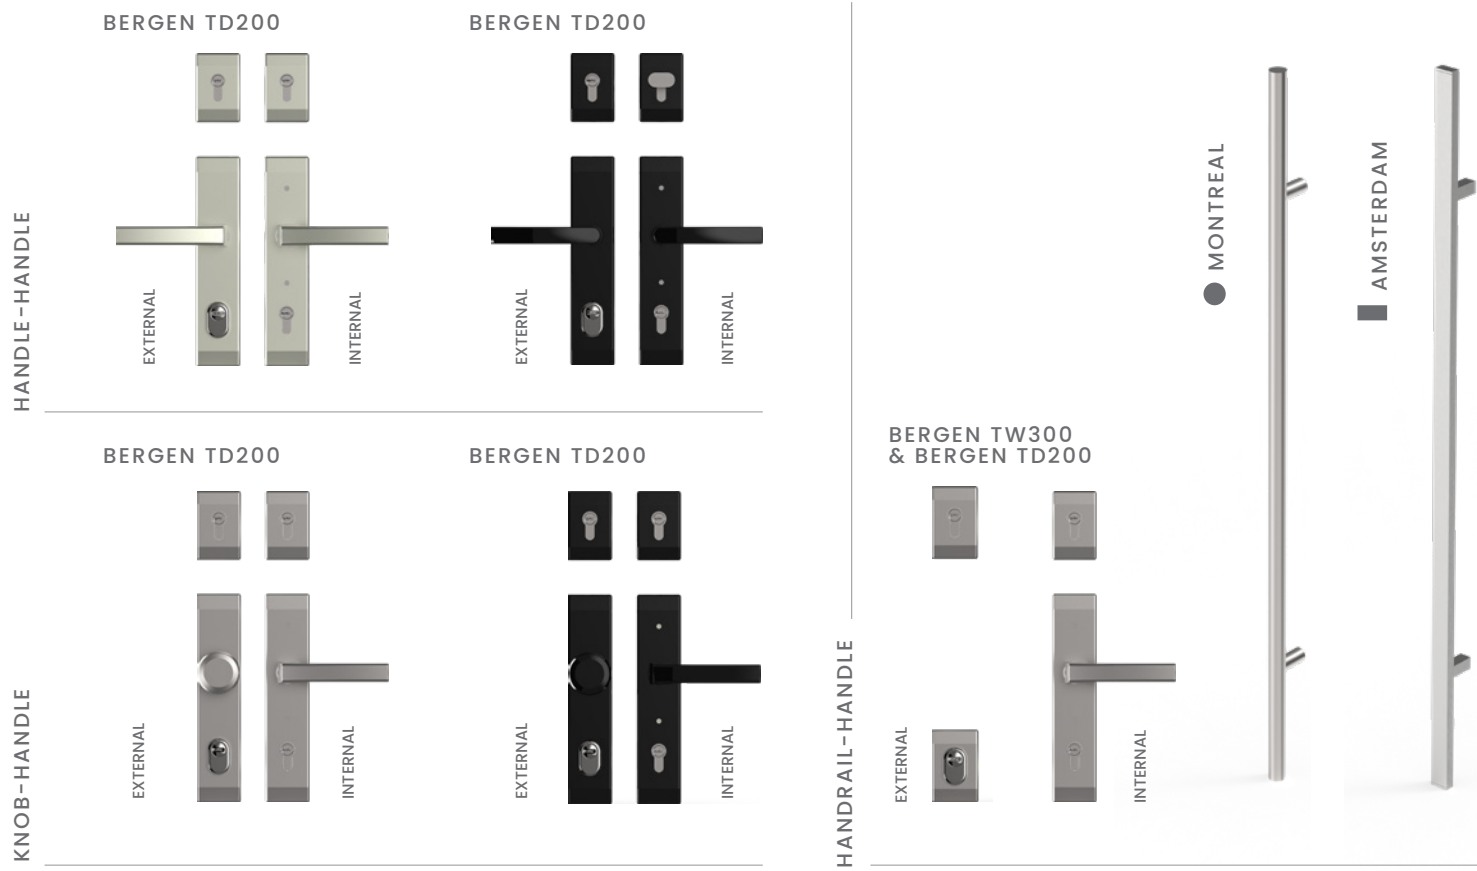 BERGEN TD200
BERGEN TD200
HANDLE-HANDLE
EXTERNAL
INTERNAL
EXTERNAL
INTERNAL
BERGEN TD200
BERGEN TD200
KNOB-HANDLE
EXTERNAL
INTERNAL
EXTERNAL
INTERNAL
MONTREAL
AMSTERDAM
BERGEN TW300
& BERGEN TD200
HANDRAIL-HANDLE
EXTERNAL
INTERNAL